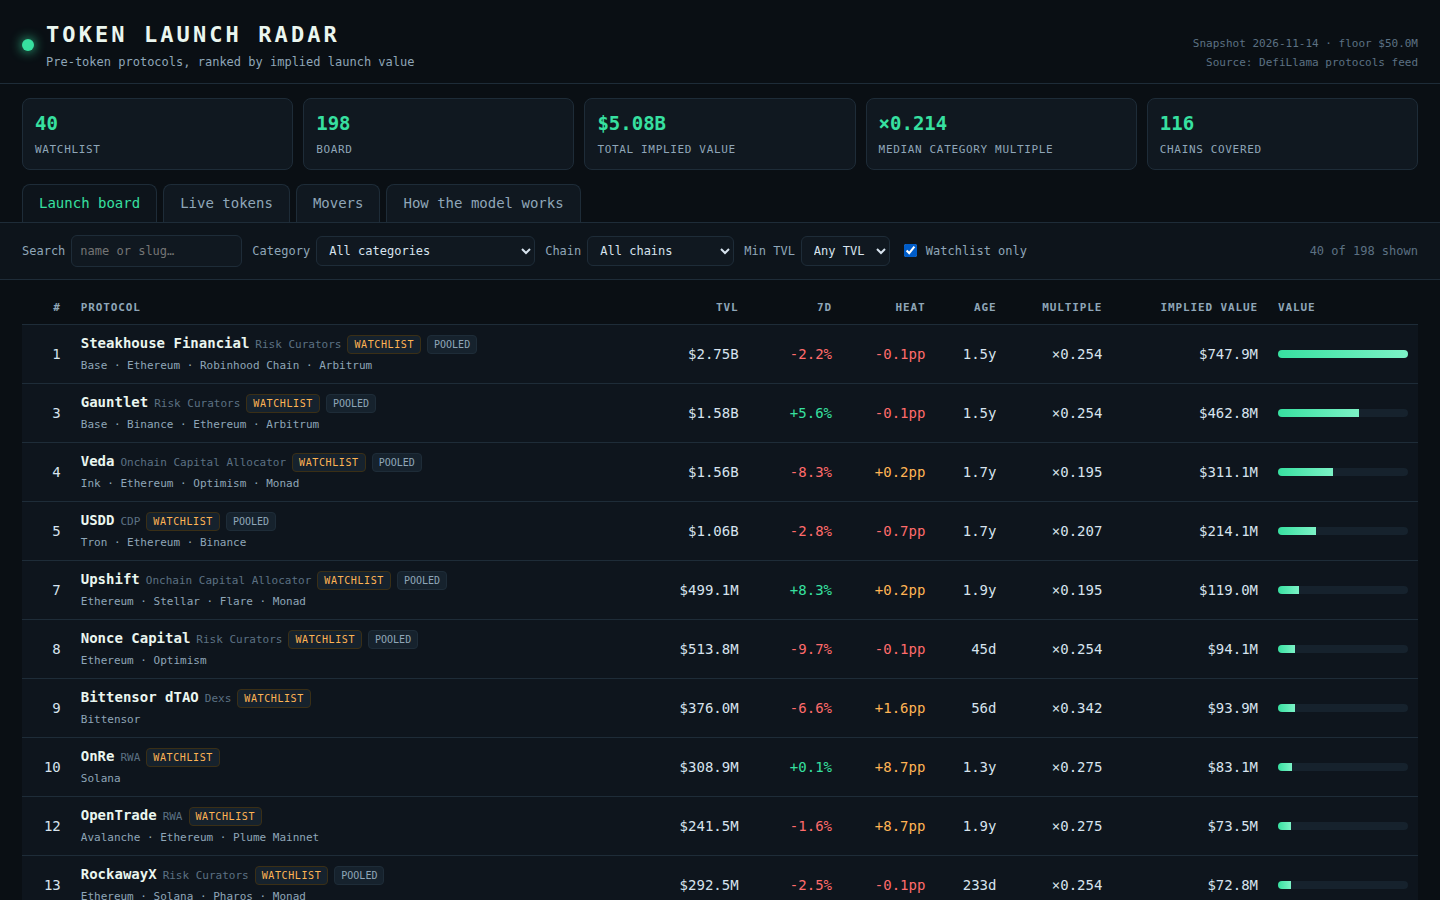 TOKEN LAUNCH RADAR
Pre-token protocols, ranked by implied launch value
Snapshot 2026-11-14 · floor $50.0M
Source: DefiLlama protocols feed
40
WATCHLIST
198
BOARD
$5.08B
TOTAL IMPLIED VALUE
×0.214
MEDIAN CATEGORY MULTIPLE
116
CHAINS COVERED
Launch board Live tokens Movers How the model works
Search name or slug… Category All categories Chain All chains Min TVL Any TVL Watchlist only 40 of 198 shown
# PROTOCOL TVL 7D HEAT AGE MULTIPLE IMPLIED VALUE VALUE
1 Steakhouse Financial Risk Curators WATCHLIST POOLED $2.75B -2.2% -0.1pp 1.5y ×0.254 $747.9M
Base · Ethereum · Robinhood Chain · Arbitrum
3 Gauntlet Risk Curators WATCHLIST POOLED $1.58B +5.6% -0.1pp 1.5y ×0.254 $462.8M
Base · Binance · Ethereum · Arbitrum
4 Veda Onchain Capital Allocator WATCHLIST POOLED $1.56B -8.3% +0.2pp 1.7y ×0.195 $311.1M
Ink · Ethereum · Optimism · Monad
5 USDD CDP WATCHLIST POOLED $1.06B -2.8% -0.7pp 1.7y ×0.207 $214.1M
Tron · Ethereum · Binance
7 Upshift Onchain Capital Allocator WATCHLIST POOLED $499.1M +8.3% +0.2pp 1.9y ×0.195 $119.0M
Ethereum · Stellar · Flare · Monad
8 Nonce Capital Risk Curators WATCHLIST POOLED $513.8M -9.7% -0.1pp 45d ×0.254 $94.1M
Ethereum · Optimism
9 Bittensor dTAO Dexs WATCHLIST $376.0M -6.6% +1.6pp 56d ×0.342 $93.9M
Bittensor
10 OnRe RWA WATCHLIST $308.9M +0.1% +8.7pp 1.3y ×0.275 $83.1M
Solana
12 OpenTrade RWA WATCHLIST $241.5M -1.6% +8.7pp 1.9y ×0.275 $73.5M
Avalanche · Ethereum · Plume Mainnet
13 RockawayX Risk Curators WATCHLIST POOLED $292.5M -2.5% -0.1pp 233d ×0.254 $72.8M
Ethereum · Solana · Pharos · Monad